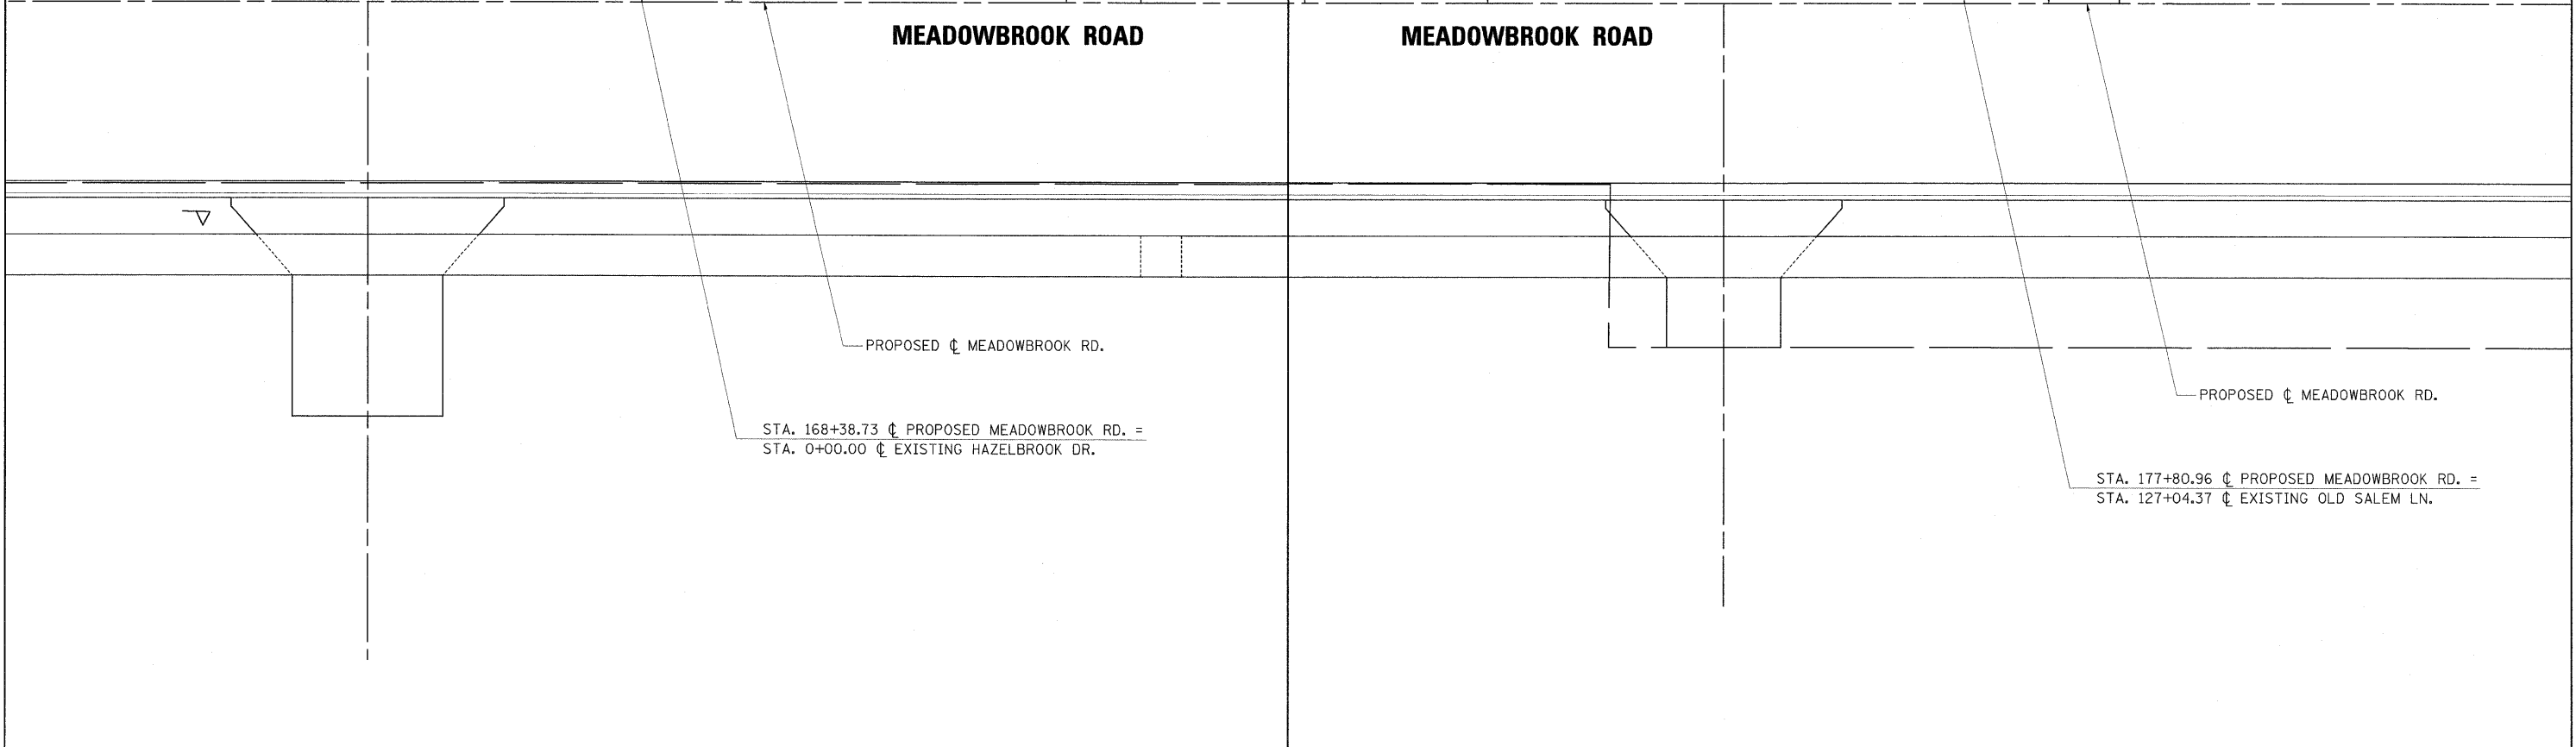 MEADOWBROOK ROAD
PROPOSED ℄ MEADOWBROOK RD.
STA. 168+38.73 ℄ PROPOSED MEADOWBROOK RD. =
STA. 0+00.00 ℄ EXISTING HAZELBROOK DR.
MEADOWBROOK ROAD
PROPOSED ℄ MEADOWBROOK RD.
STA. 177+80.96 ℄ PROPOSED MEADOWBROOK RD. =
STA. 127+04.37 ℄ EXISTING OLD SALEM LN.